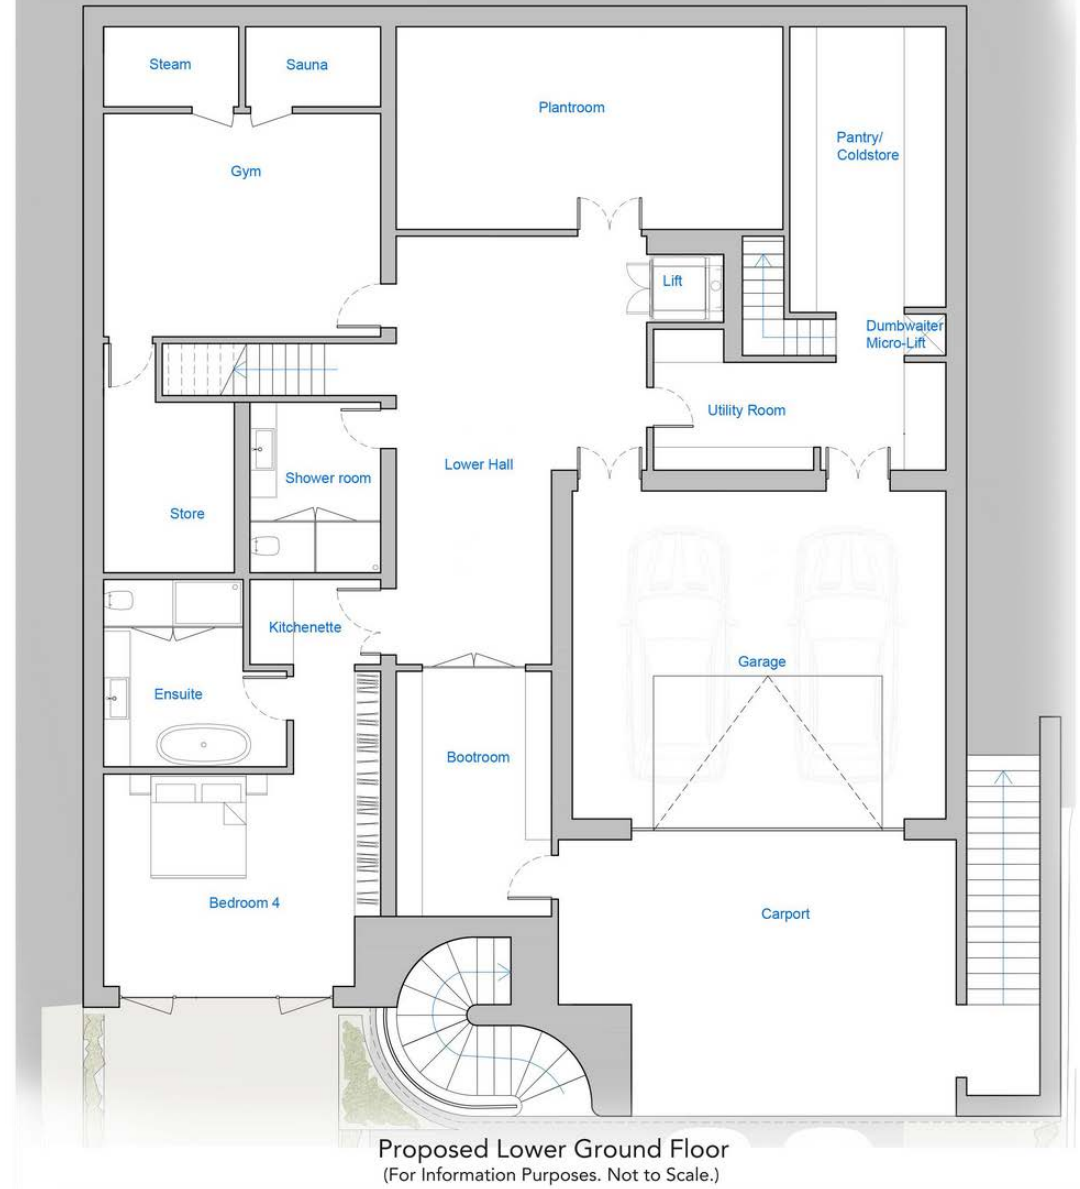 Steam
Sauna
Plantroom
Pantry/
Coldstore
Gym
Lift
Dumbwaiter
Micro-Lift
Utility Room
Lower Hall
Shower room
Store
Kitchenette
Garage
Ensuite
Bootroom
Bedroom 4
Carport
Proposed Lower Ground Floor
(For Information Purposes. Not to Scale.)